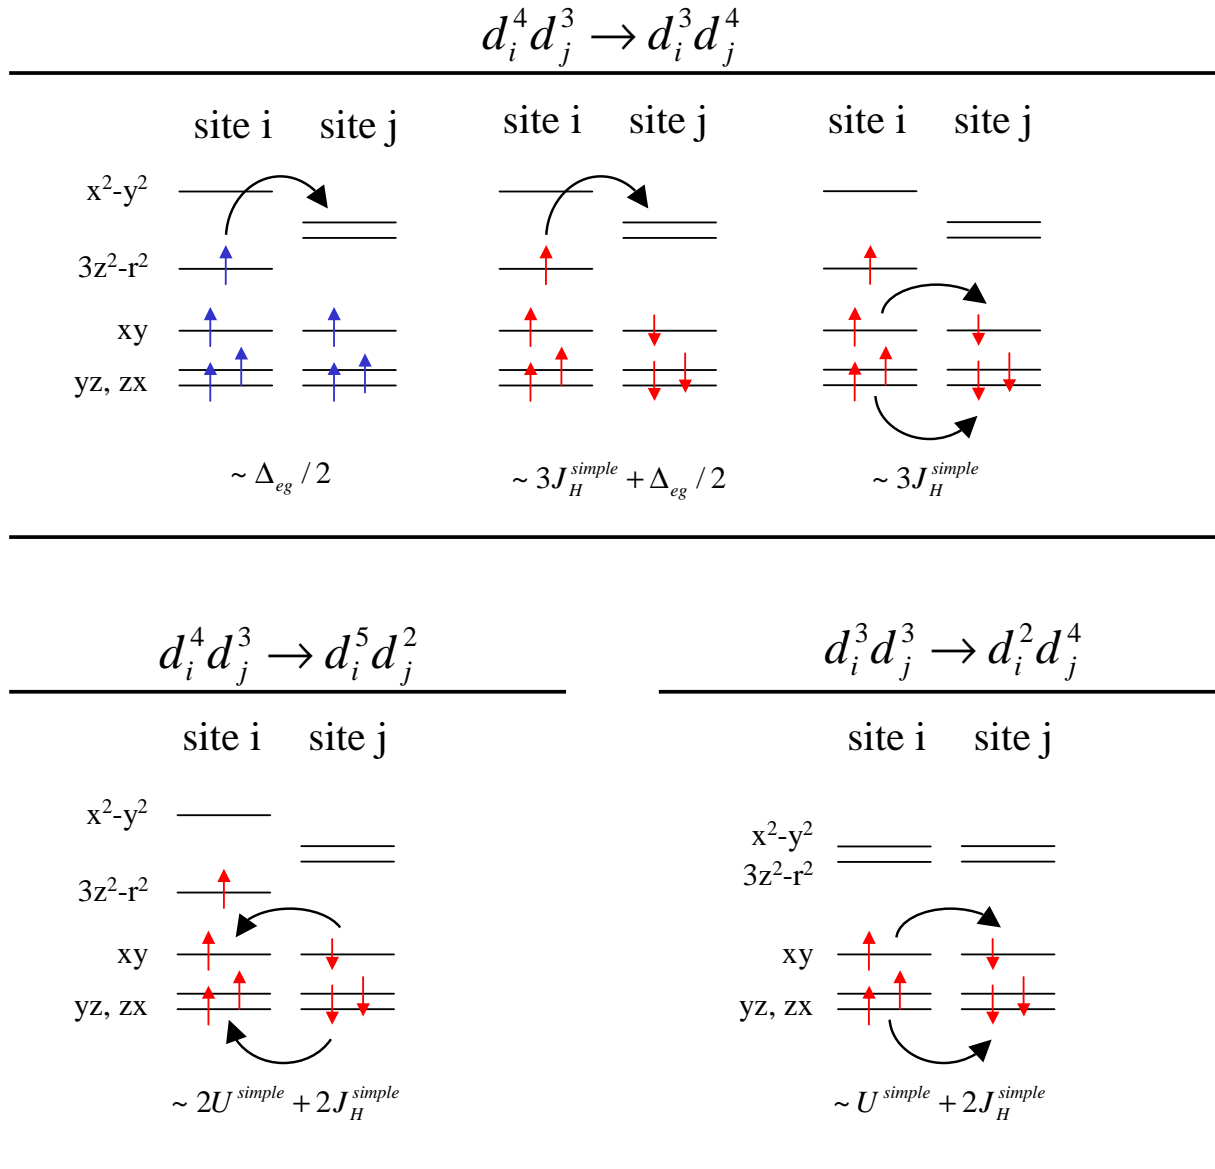 d_i^4 d_j^3 → d_i^3 d_j^4
site i site j site i site j site i site j
x²-y²
3z²-r²
xy
yz, zx
~ Δ_eg / 2 ~ 3J_H^simple + Δ_eg / 2 ~ 3J_H^simple
d_i^4 d_j^3 → d_i^5 d_j^2
site i site j
x²-y²
3z²-r²
xy
yz, zx
~ 2U^simple + 2J_H^simple
d_i^3 d_j^3 → d_i^2 d_j^4
site i site j
x²-y²
3z²-r²
xy
yz, zx
~ U^simple + 2J_H^simple